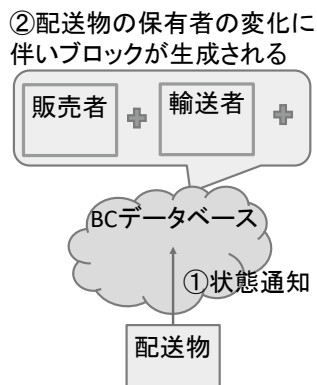 ②配送物の保有者の変化に
伴いブロックが生成される
販売者
輸送者
BCデータベース
①状態通知
配送物